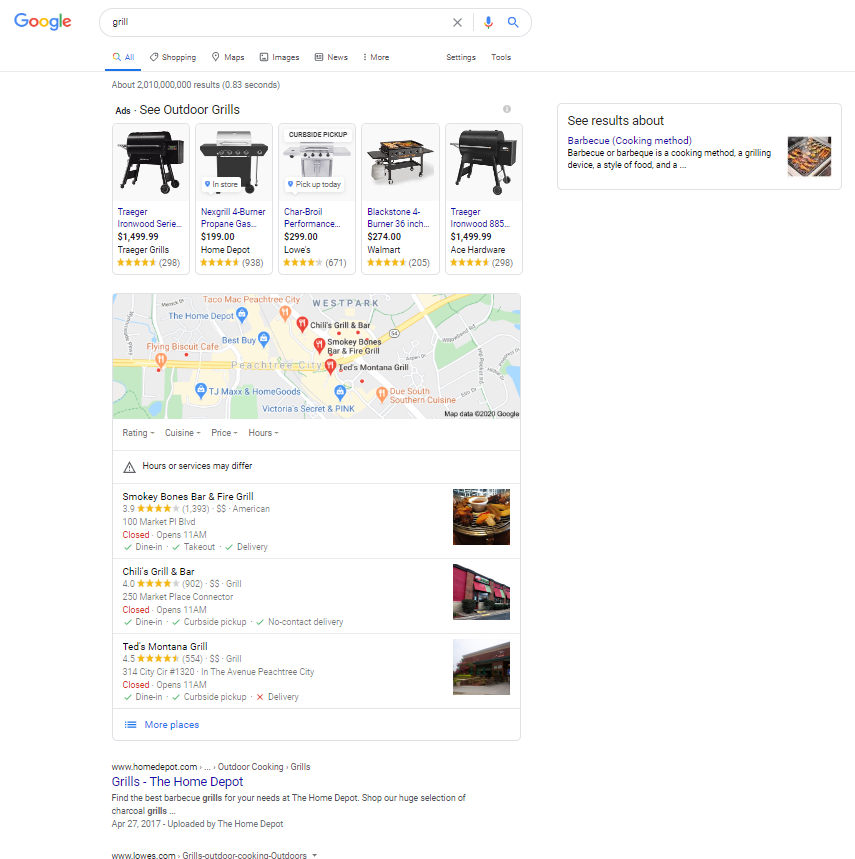 Google
grill
All
Shopping
Maps
Images
News
More
Settings
Tools
About 2,010,000,000 results (0.83 seconds)
Ads · See Outdoor Grills
In store
CURBSIDE PICKUP
Pick up today
Traeger
Ironwood Serie...
$1,499.99
Traeger Grills
(298)
Nexgrill 4-Burner
Propane Gas...
$199.00
Home Depot
(938)
Char-Broil
Performance...
$299.00
Lowe's
(671)
Blackstone 4-
Burner 36 inch...
$274.00
Walmart
(205)
Traeger
Ironwood 885...
$1,499.99
Ace Hardware
(298)
See results about
Barbecue (Cooking method)
Barbecue or barbeque is a cooking method, a grilling
device, a style of food, and a ...
Taco Mac Peachtree City
WESTPARK
The Home Depot
Chili's Grill & Bar
54
Best Buy
Smokey Bones
Bar & Fire Grill
Flying Biscuit Cafe
Peachtree City
Ted's Montana Grill
TJ Maxx & HomeGoods
Due South
Southern Cuisine
Victoria's Secret & PINK
Map data ©2020 Google
Rating
Cuisine
Price
Hours
Hours or services may differ
Smokey Bones Bar & Fire Grill
3.9 (1,393) · $$ · American
100 Market Pl Blvd
Closed · Opens 11AM
Dine-in · Takeout · Delivery
Chili's Grill & Bar
4.0 (902) · $$ · Grill
250 Market Place Connector
Closed · Opens 11AM
Dine-in · Curbside pickup · No-contact delivery
Ted's Montana Grill
4.5 (554) · $$ · Grill
314 City Cir #1320 · In The Avenue Peachtree City
Closed · Opens 11AM
Dine-in · Curbside pickup · Delivery
More places
www.homedepot.com › ... › Outdoor Cooking › Grills
Grills - The Home Depot
Find the best barbecue grills for your needs at The Home Depot. Shop our huge selection of
charcoal grills ...
Apr 27, 2017 - Uploaded by The Home Depot
www.lowes.com › Grills-outdoor-cooking-Outdoors